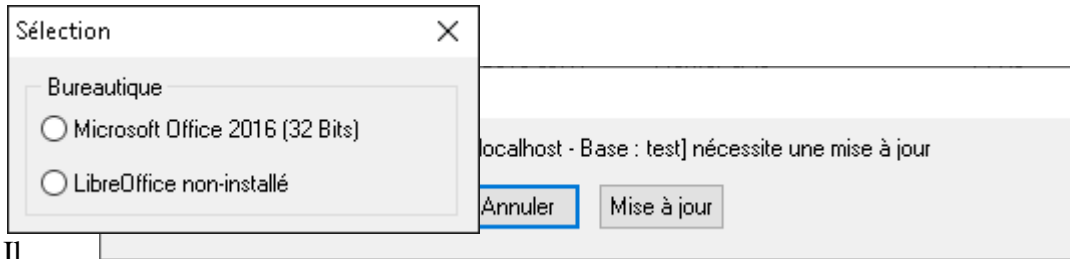 Sélection
Bureautique
Microsoft Office 2016 (32 Bits)
LibreOffice non-installé
localhost - Base : test] nécessite une mise à jour
Annuler
Mise à jour
Il